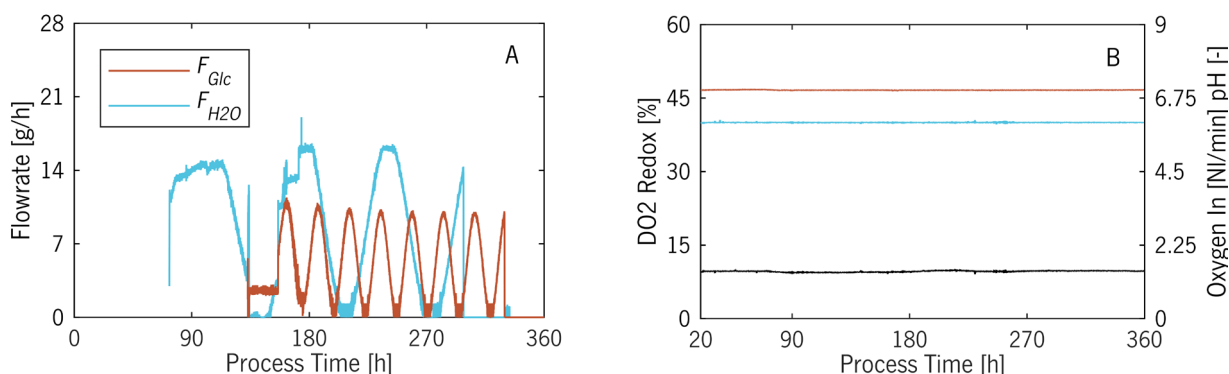 28
21
14
7
0
Flowrate [g/h]
F_Glc
F_H2O
A
0
90
180
270
360
Process Time [h]
60
45
30
15
0
DO2 Redox [%]
B
9
6.75
4.5
2.25
0
Oxygen In [Nl/min] pH [-]
20
90
180
270
360
Process Time [h]